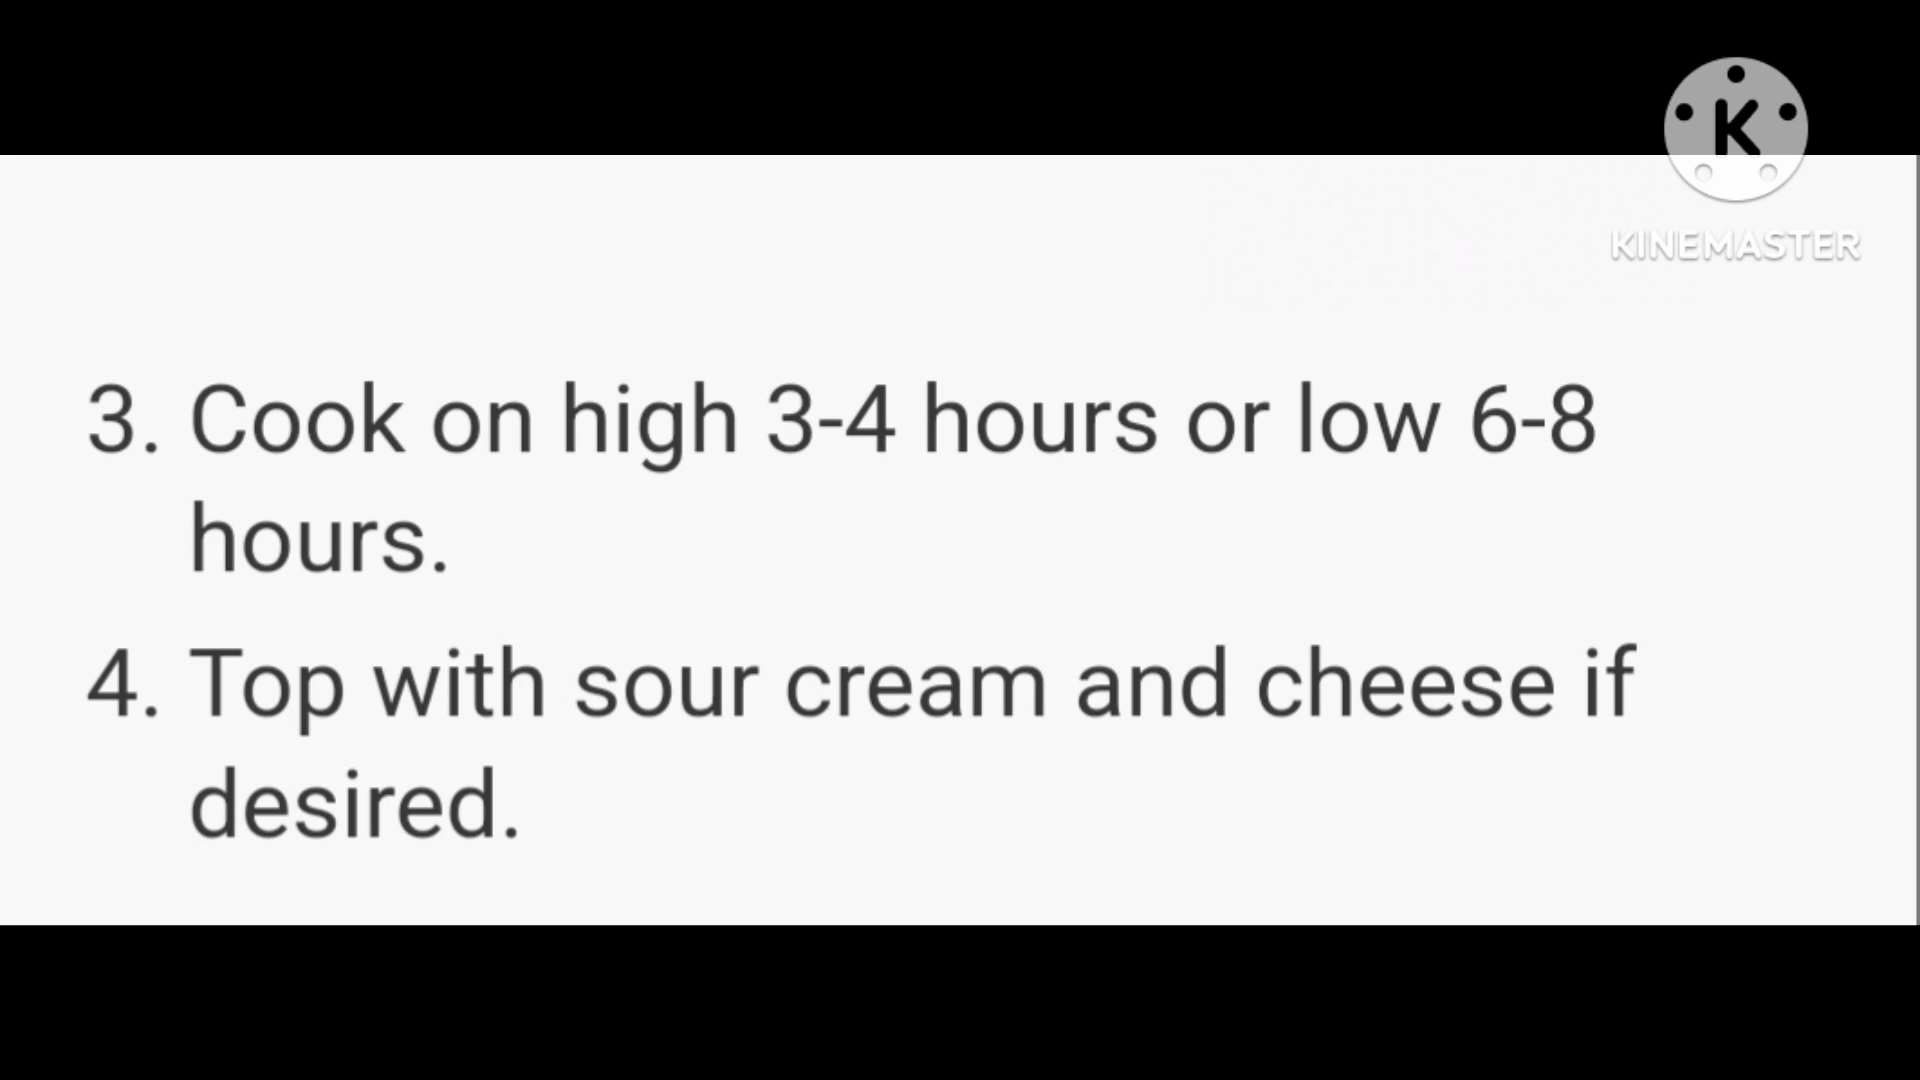 K
KINEMASTER
3. Cook on high 3-4 hours or low 6-8
hours.
4. Top with sour cream and cheese if
desired.